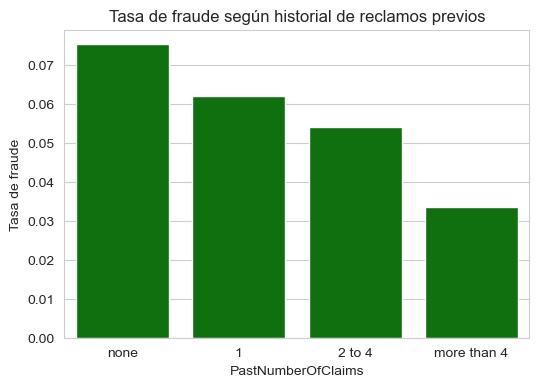 Tasa de fraude según historial de reclamos previos
Tasa de fraude
0.07
0.06
0.05
0.04
0.03
0.02
0.01
0.00
none
1
2 to 4
more than 4
PastNumberOfClaims